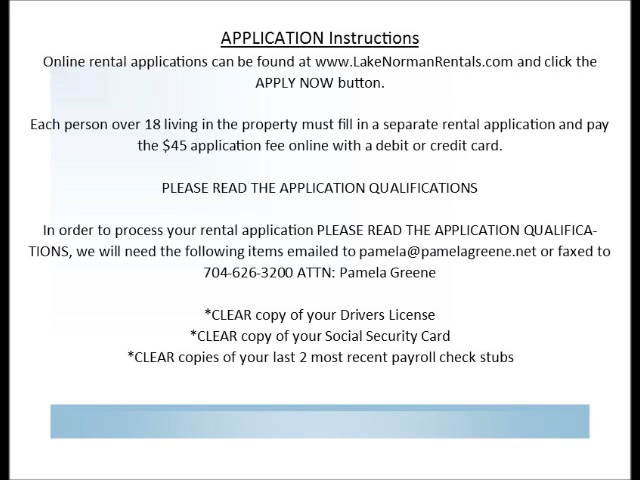 APPLICATION Instructions
Online rental applications can be found at www.LakeNormanRentals.com and click the
APPLY NOW button.
Each person over 18 living in the property must fill in a separate rental application and pay
the $45 application fee online with a debit or credit card.
PLEASE READ THE APPLICATION QUALIFICATIONS
In order to process your rental application PLEASE READ THE APPLICATION QUALIFICA-
TIONS, we will need the following items emailed to pamela@pamelagreene.net or faxed to
704-626-3200 ATTN: Pamela Greene
*CLEAR copy of your Drivers License
*CLEAR copy of your Social Security Card
*CLEAR copies of your last 2 most recent payroll check stubs